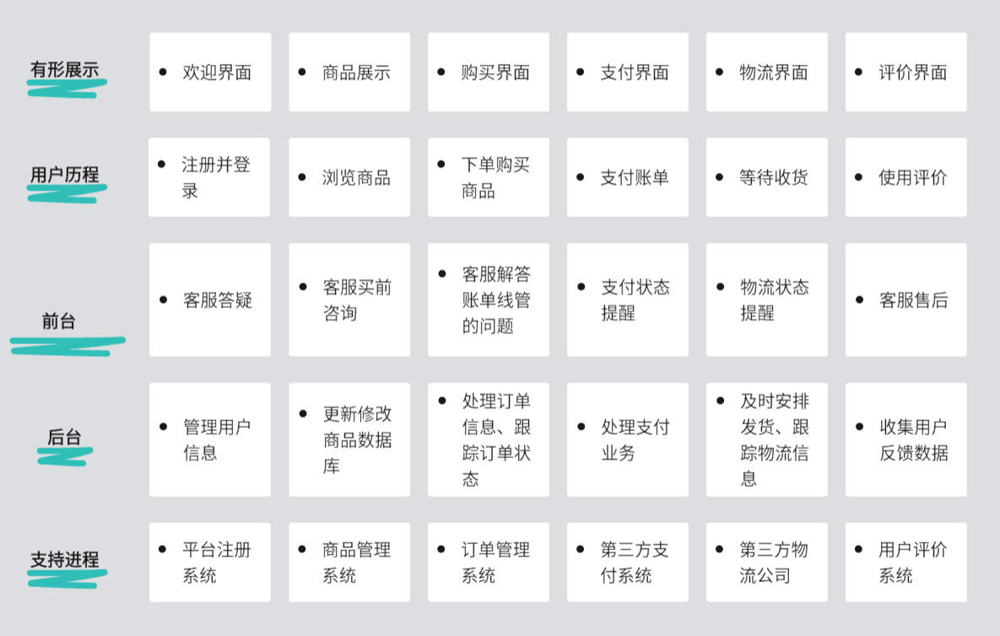 有形展示
• 欢迎界面
• 商品展示
• 购买界面
• 支付界面
• 物流界面
• 评价界面
用户历程
• 注册并登
录
• 浏览商品
• 下单购买
商品
• 支付账单
• 等待收货
• 使用评价
前台
• 客服答疑
• 客服买前
咨询
• 客服解答
账单线管
的问题
• 支付状态
提醒
• 物流状态
提醒
• 客服售后
后台
• 管理用户
信息
• 更新修改
商品数据
库
• 处理订单
信息、跟
踪订单状
态
• 处理支付
业务
• 及时安排
发货、跟
踪物流信
息
• 收集用户
反馈数据
支持进程
• 平台注册
系统
• 商品管理
系统
• 订单管理
系统
• 第三方支
付系统
• 第三方物
流公司
• 用户评价
系统